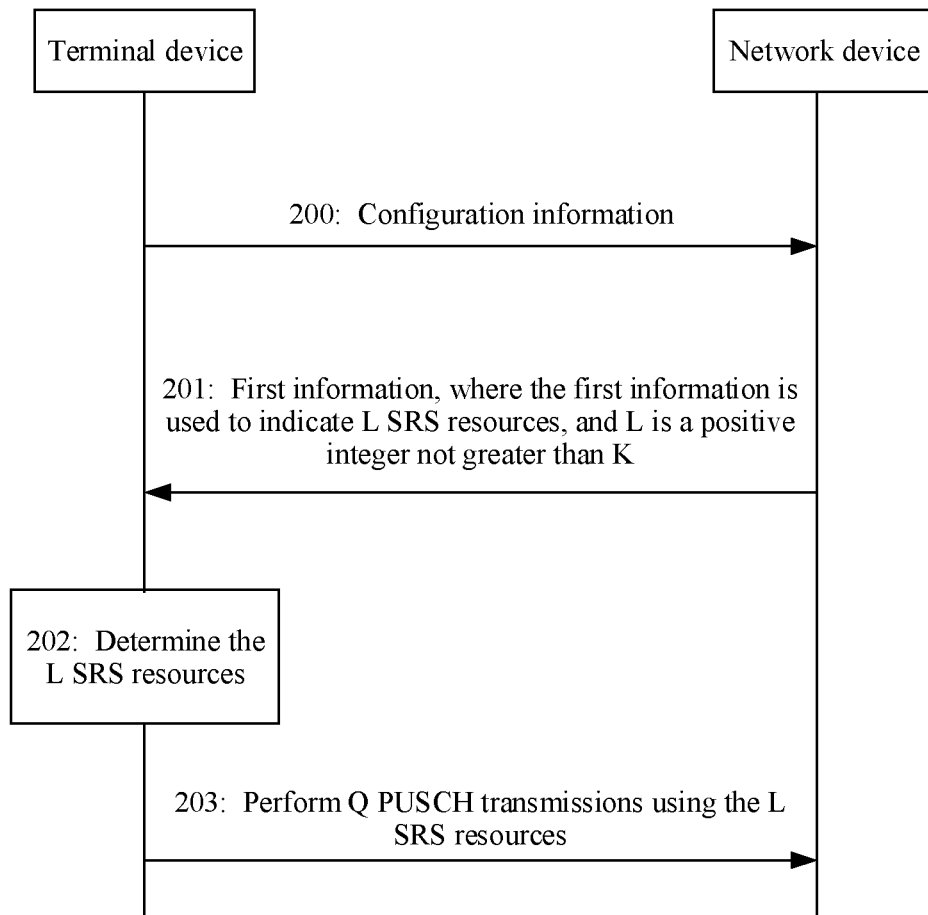 Terminal device
Network device
200: Configuration information
201: First information, where the first information is
used to indicate L SRS resources, and L is a positive
integer not greater than K
202: Determine the
L SRS resources
203: Perform Q PUSCH transmissions using the L
SRS resources